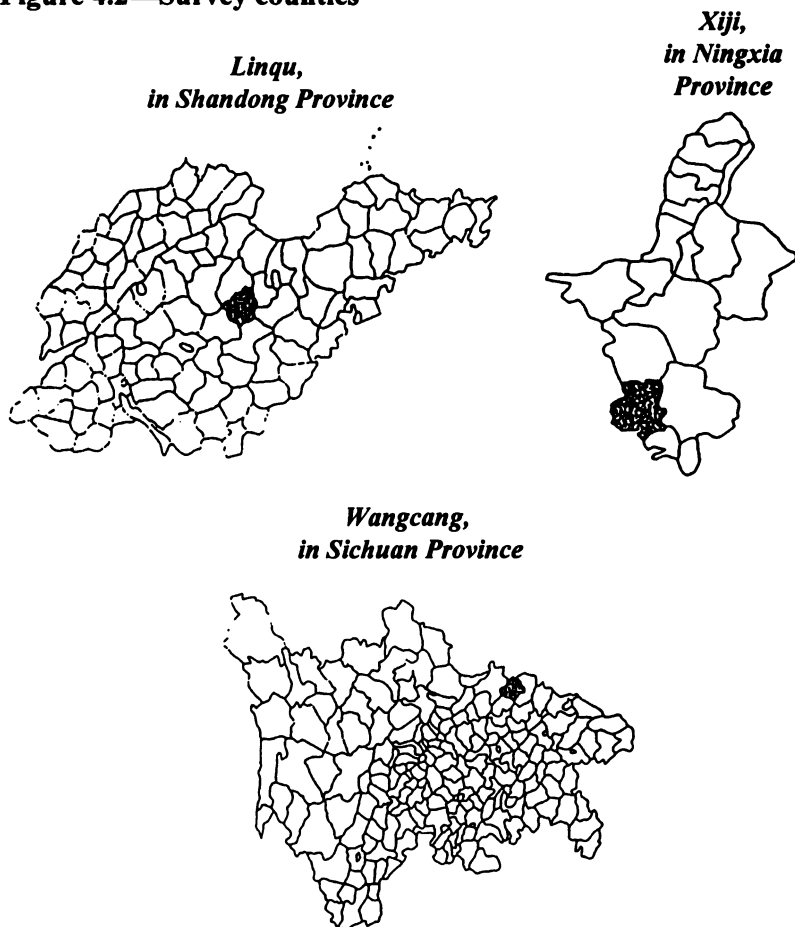 Figure 4.2—Survey counties
Linqu,
in Shandong Province
Xiji,
in Ningxia
Province
Wangcang,
in Sichuan Province